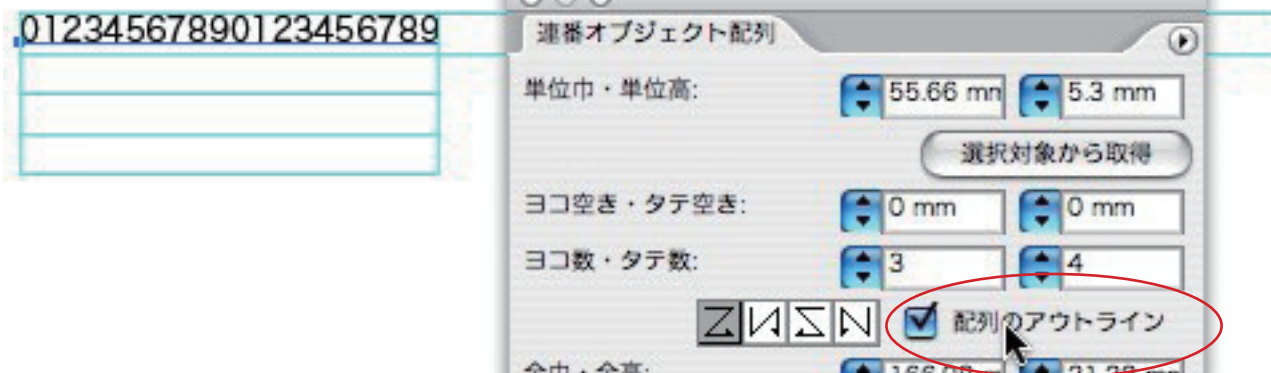 01234567890123456789
連番オブジェクト配列
単位巾・単位高: 55.66 mm 5.3 mm
選択対象から取得
ヨコ空き・タテ空き: 0 mm 0 mm
ヨコ数・タテ数: 3 4
配列のアウトライン